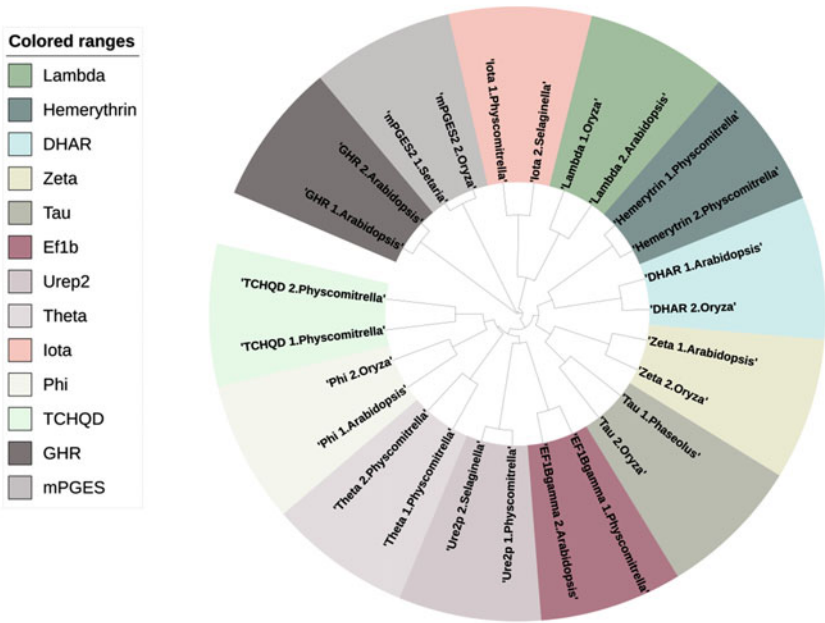 Colored ranges
Lambda
Hemerythrin
DHAR
Zeta
Tau
Ef1b
Urep2
Theta
Iota
Phi
TCHQD
GHR
mPGES
'GHR 1.Arabidopsis'
'GHR 2.Arabidopsis'
'mPGES2 1.Setaria'
'mPGES2 2.Oryza'
'Iota 1.Physcomitrella'
'Iota 2.Selaginella'
'Lambda 1.Oryza'
'Lambda 2.Arabidopsis'
'Hemerytrin 1.Physcomitrella'
'Hemerytrin 2.Physcomitrella'
'DHAR 1.Arabidopsis'
'DHAR 2.Oryza'
'Zeta 1.Arabidopsis'
'Zeta 2.Oryza'
'Tau 1.Phaseolus'
'Tau 2.Oryza'
'EF1Bgamma 1.Physcomitrella'
'EF1Bgamma 2.Arabidopsis'
'Ure2p 1.Physcomitrella'
'Ure2p 2.Selaginella'
'Theta 1.Physcomitrella'
'Theta 2.Physcomitrella'
'Phi 1.Arabidopsis'
'Phi 2.Oryza'
'TCHQD 1.Physcomitrella'
'TCHQD 2.Physcomitrella'